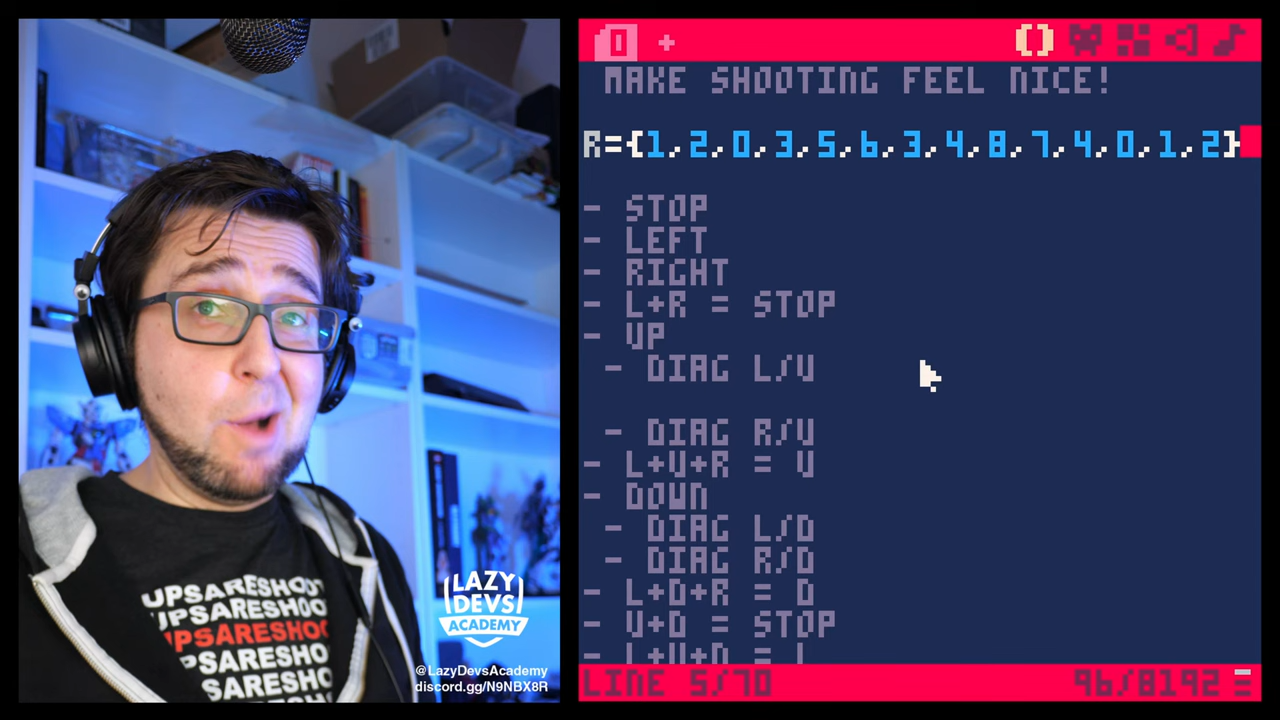 MAKE SHOOTING FEEL NICE!
R={1,2,0,3,5,6,3,4,8,7,4,0,1,2}
- STOP
- LEFT
- RIGHT
- L+R = STOP
- UP
- DIAG L/U
- DIAG R/U
- L+U+R = U
- DOWN
- DIAG L/D
- DIAG R/D
- L+D+R = D
- U+D = STOP
- L+U+D = L
LINE 5/70
96/8192
UPSARESHOOT
UPSARESHOO
UPSARESHOO
PSARESHO
SARESHO
LAZY
DEVS
ACADEMY
@LazyDevsAcademy
discord.gg/N9NBX8R